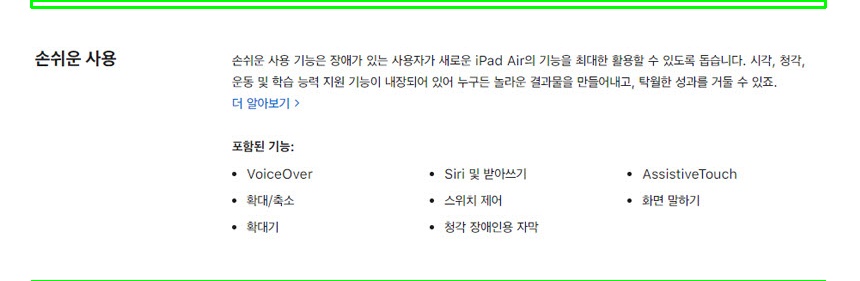 손쉬운 사용
손쉬운 사용 기능은 장애가 있는 사용자가 새로운 iPad Air의 기능을 최대한 활용할 수 있도록 돕습니다. 시각, 청각,
운동 및 학습 능력 지원 기능이 내장되어 있어 누구든 놀라운 결과물을 만들어내고, 탁월한 성과를 거둘 수 있죠.
더 알아보기 >
포함된 기능:
• VoiceOver
• 확대/축소
• 확대기
• Siri 및 받아쓰기
• 스위치 제어
• 청각 장애인용 자막
• AssistiveTouch
• 화면 말하기